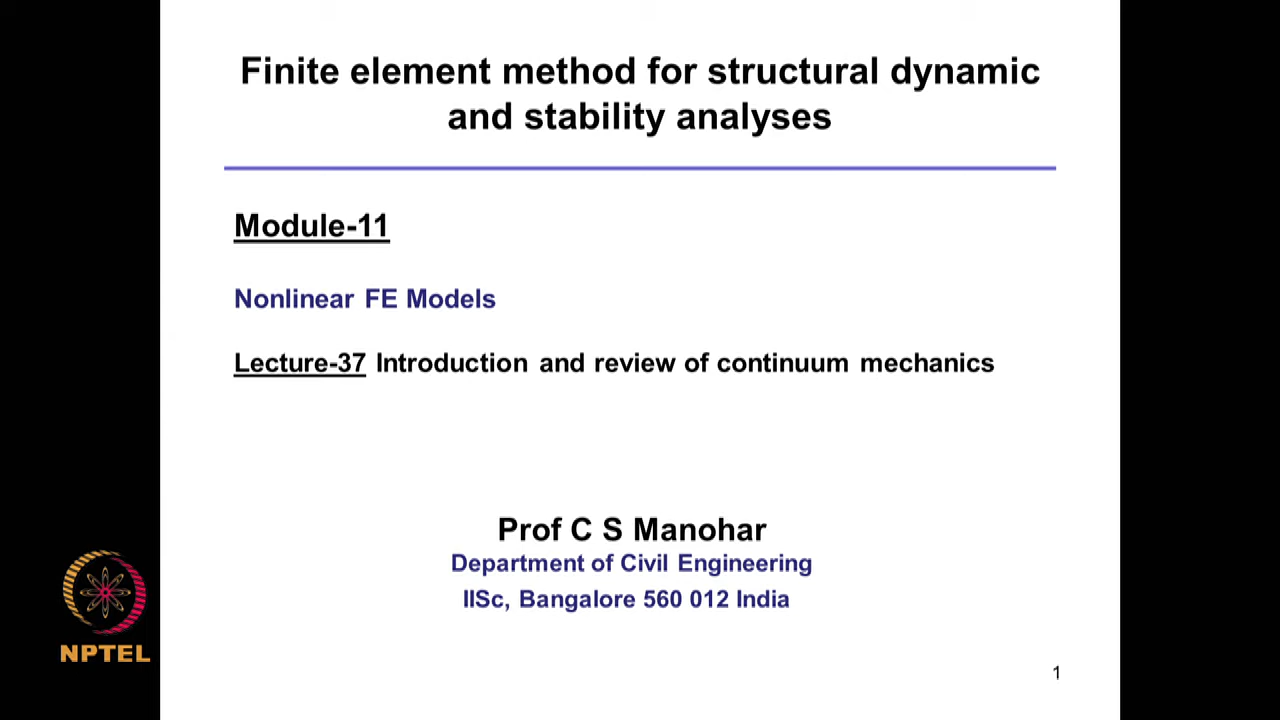 Finite element method for structural dynamic
and stability analyses
Module-11
Nonlinear FE Models
Lecture-37 Introduction and review of continuum mechanics
Prof C S Manohar
Department of Civil Engineering
IISc, Bangalore 560 012 India
NPTEL
1